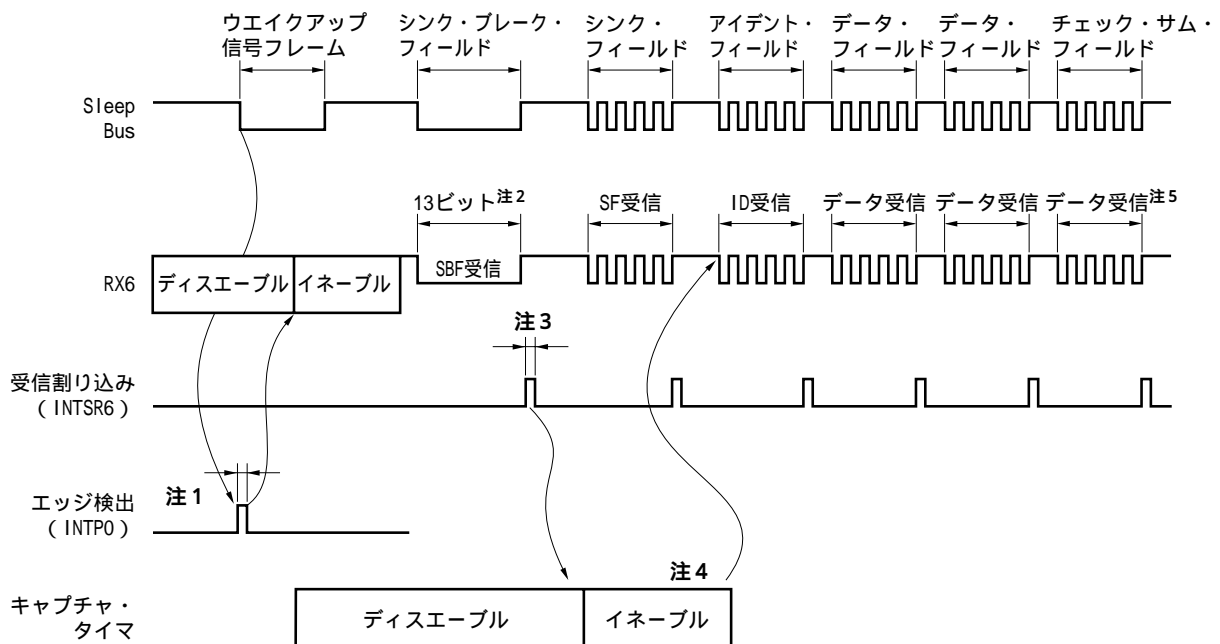 ウエイクアップ
信号フレーム
シンク・ブレーク・
フィールド
シンク・
フィールド
アイデント・
フィールド
データ・
フィールド
データ・
フィールド
チェック・サム・
フィールド
Sleep
Bus
13ビット注2
SF受信
ID受信
データ受信
データ受信
データ受信注5
RX6
ディスエーブル
イネーブル
SBF受信
注3
受信割り込み
(INTSR6)
注1
エッジ検出
(INTP0)
注4
キャプチャ・
タイマ
ディスエーブル
イネーブル